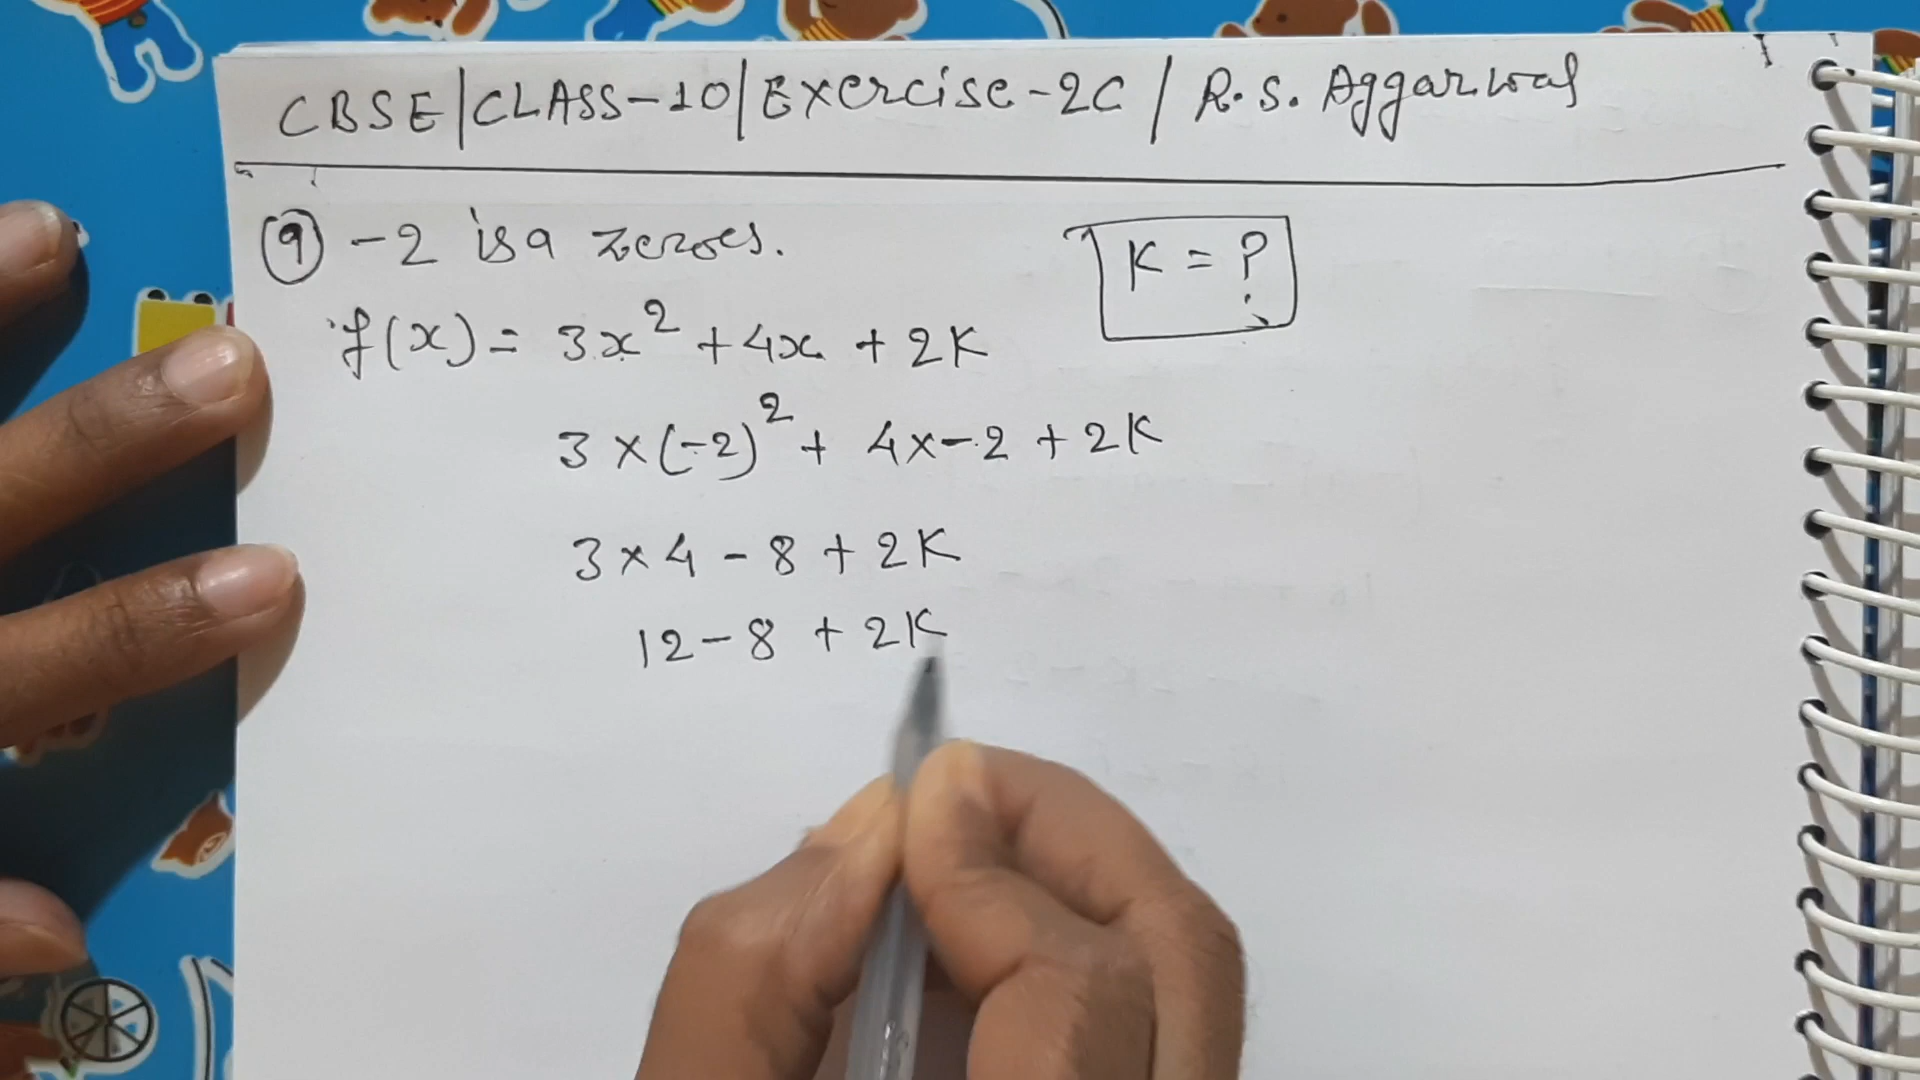 CBSE/CLASS-10/Exercise-2C/R.S. Aggarwal
9 -2 is a zeroes.
K = ?
f(x) = 3x² + 4x + 2K
3 × (-2)² + 4x-2 + 2K
3 × 4 - 8 + 2K
12 - 8 + 2K